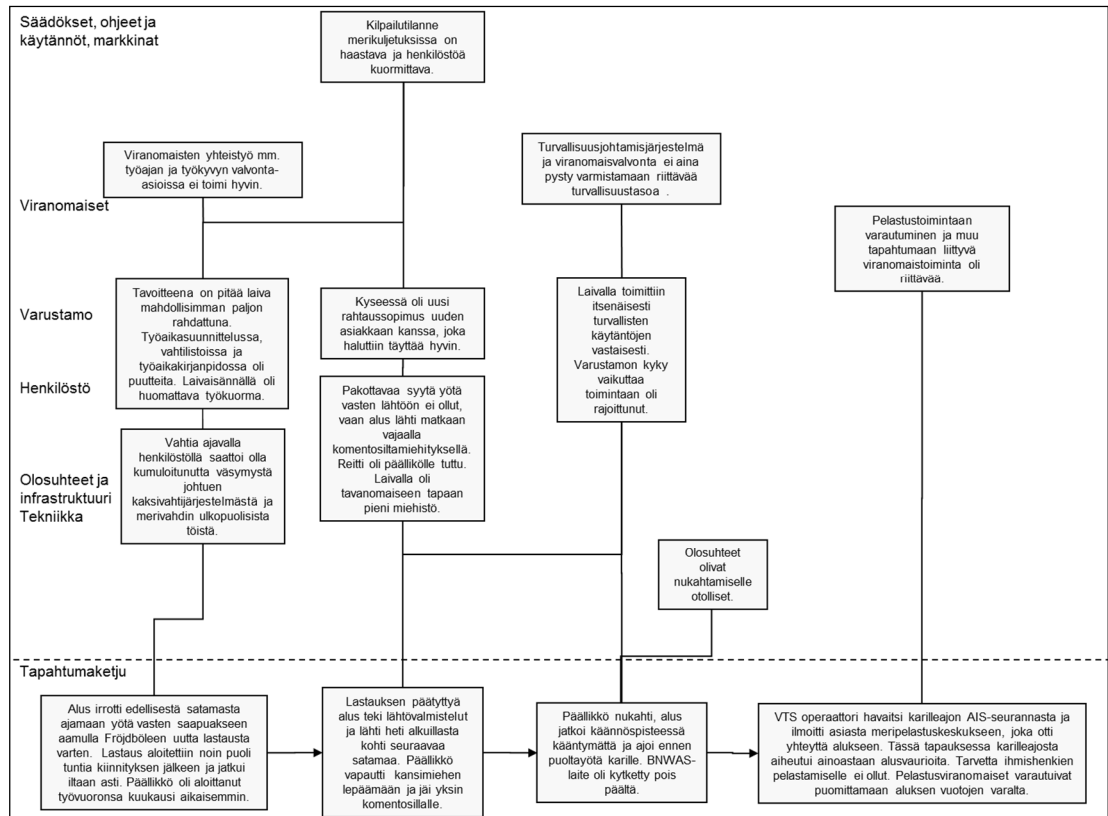 Säädökset, ohjeet ja
käytännöt, markkinat
Kilpailutilanne
merikuljetuksissa on
haastava ja henkilöstöä
kuormittava.
Viranomaisten yhteistyö mm.
työajan ja työkyvyn valvonta-
asioissa ei toimi hyvin.
Turvallisuusjohtamisjärjestelmä
ja viranomaisvalvonta ei aina
pysty varmistamaan riittävää
turvallisuustasoa .
Viranomaiset
Pelastustoimintaan
varautuminen ja muu
tapahtumaan liittyvä
viranomaistoiminta oli
riittävää.
Varustamo
Tavoitteena on pitää laiva
mahdollisimman paljon
rahdattuna.
Työaikasuunnittelussa,
vahtilistoissa ja
työaikakirjanpidossa oli
puutteita. Laivaisännällä oli
huomattava työkuorma.
Kyseessä oli uusi
rahtaussopimus uuden
asiakkaan kanssa, joka
haluttiin täyttää hyvin.
Laivalla toimittiin
itsenäisesti
turvallisten
käytäntöjen
vastaisesti.
Varustamon kyky
vaikuttaa
toimintaan oli
rajoittunut.
Henkilöstö
Pakottavaa syytä yötä
vasten lähtöön ei ollut,
vaan alus lähti matkaan
vajaalla
komentosiltamiehityksellä.
Reitti oli päällikölle tuttu.
Laivalla oli
tavanomaiseen tapaan
pieni miehistö.
Olosuhteet ja
infrastruktuuri
Tekniikka
Vahtia ajavalla
henkilöstöllä saattoi olla
kumuloitunutta väsymystä
johtuen
kaksivahtijärjestelmästä ja
merivahdin ulkopuolisista
töistä.
Olosuhteet
olivat
nukahtamiselle
otolliset.
Tapahtumaketju
Alus irrotti edellisestä satamasta
ajamaan yötä vasten saapuakseen
aamulla Fröjdböleen uutta lastausta
varten. Lastaus aloitettiin noin puoli
tuntia kiinnityksen jälkeen ja jatkui
iltaan asti. Päällikkö oli aloittanut
työvuoronsa kuukausi aikaisemmin.
Lastauksen päätyttyä
alus teki lähtövalmistelut
ja lähti heti alkuillasta
kohti seuraavaa
satamaa. Päällikkö
vapautti kansimiehen
lepäämään ja jäi yksin
komentosillalle.
Päällikkö nukahti, alus
jatkoi käännöspisteessä
kääntymättä ja ajoi ennen
puoltayötä karille. BNWAS-
laite oli kytketty pois
päältä.
VTS operaattori havaitsi karilleajon AIS-seurannasta ja
ilmoitti asiasta meripelastuskeskukseen, joka otti
yhteyttä alukseen. Tässä tapauksessa karilleajosta
aiheutui ainoastaan alusvaurioita. Tarvetta ihmishenkien
pelastamiselle ei ollut. Pelastusviranomaiset varautuivat
puomittamaan aluksen vuotojen varalta.